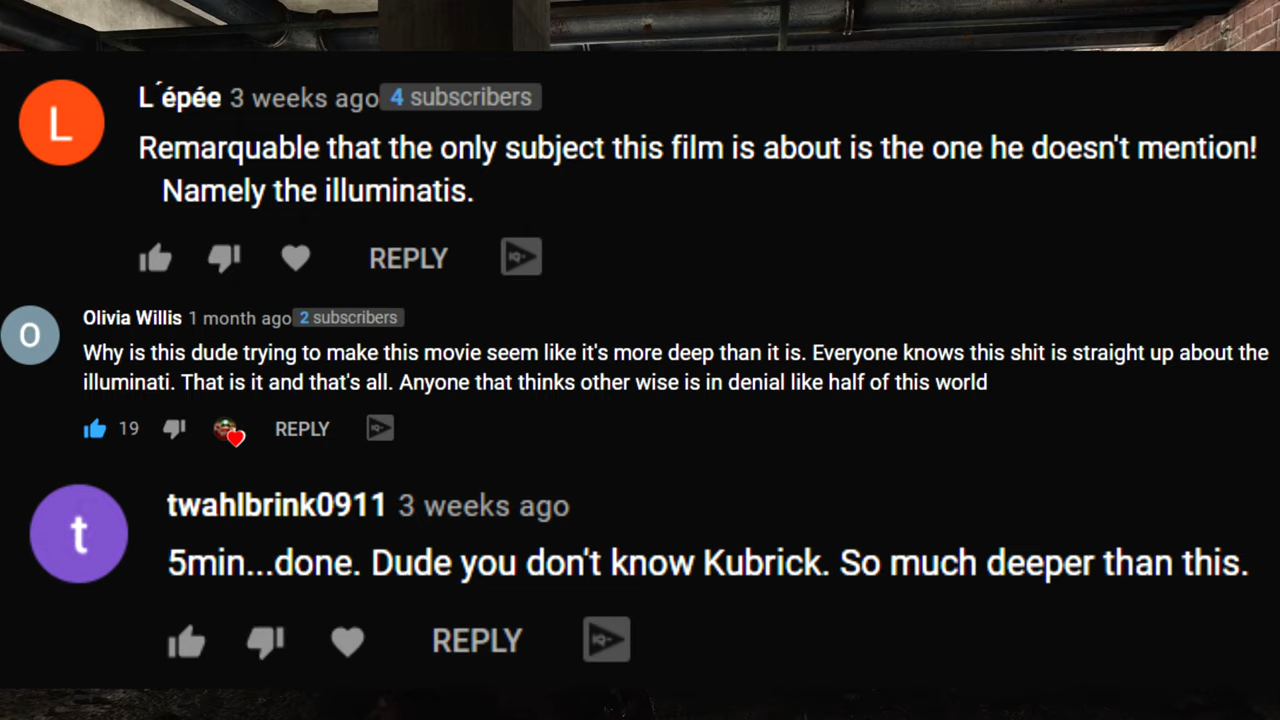 L
L´épée 3 weeks ago 4 subscribers
Remarquable that the only subject this film is about is the one he doesn't mention!
Namely the illuminatis.
REPLY
O
Olivia Willis 1 month ago 2 subscribers
Why is this dude trying to make this movie seem like it's more deep than it is. Everyone knows this shit is straight up about the
illuminati. That is it and that's all. Anyone that thinks other wise is in denial like half of this world
19 REPLY
t
twahlbrink0911 3 weeks ago
5min...done. Dude you don't know Kubrick. So much deeper than this.
REPLY